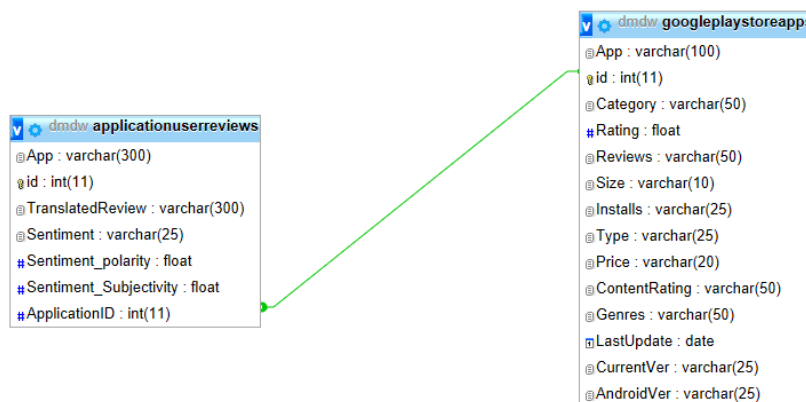 v dmdw applicationuserreviews
App : varchar(300)
id : int(11)
TranslatedReview : varchar(300)
Sentiment : varchar(25)
# Sentiment_polarity : float
# Sentiment_Subjectivity : float
# ApplicationID : int(11)
v dmdw googleplaystoreapps
App : varchar(100)
id : int(11)
Category : varchar(50)
# Rating : float
Reviews : varchar(50)
Size : varchar(10)
Installs : varchar(25)
Type : varchar(25)
Price : varchar(20)
ContentRating : varchar(50)
Genres : varchar(50)
LastUpdate : date
CurrentVer : varchar(25)
AndroidVer : varchar(25)